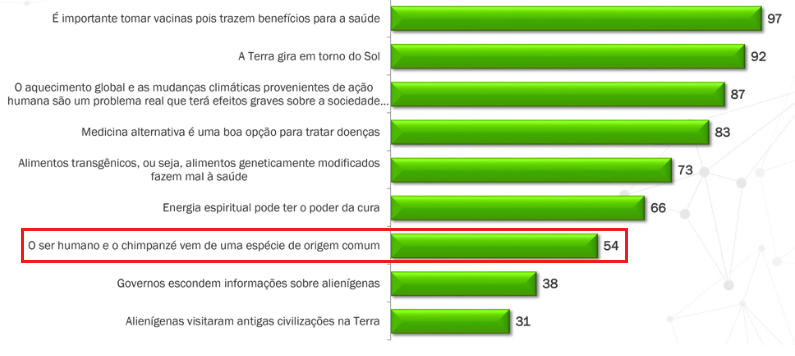 É importante tomar vacinas pois trazem benefícios para a saúde 97
A Terra gira em torno do Sol 92
O aquecimento global e as mudanças climáticas provenientes de ação
humana são um problema real que terá efeitos graves sobre a sociedade... 87
Medicina alternativa é uma boa opção para tratar doenças 83
Alimentos transgênicos, ou seja, alimentos geneticamente modificados
fazem mal à saúde 73
Energia espiritual pode ter o poder da cura 66
O ser humano e o chimpanzé vem de uma espécie de origem comum 54
Governos escondem informações sobre alienígenas 38
Alienígenas visitaram antigas civilizações na Terra 31